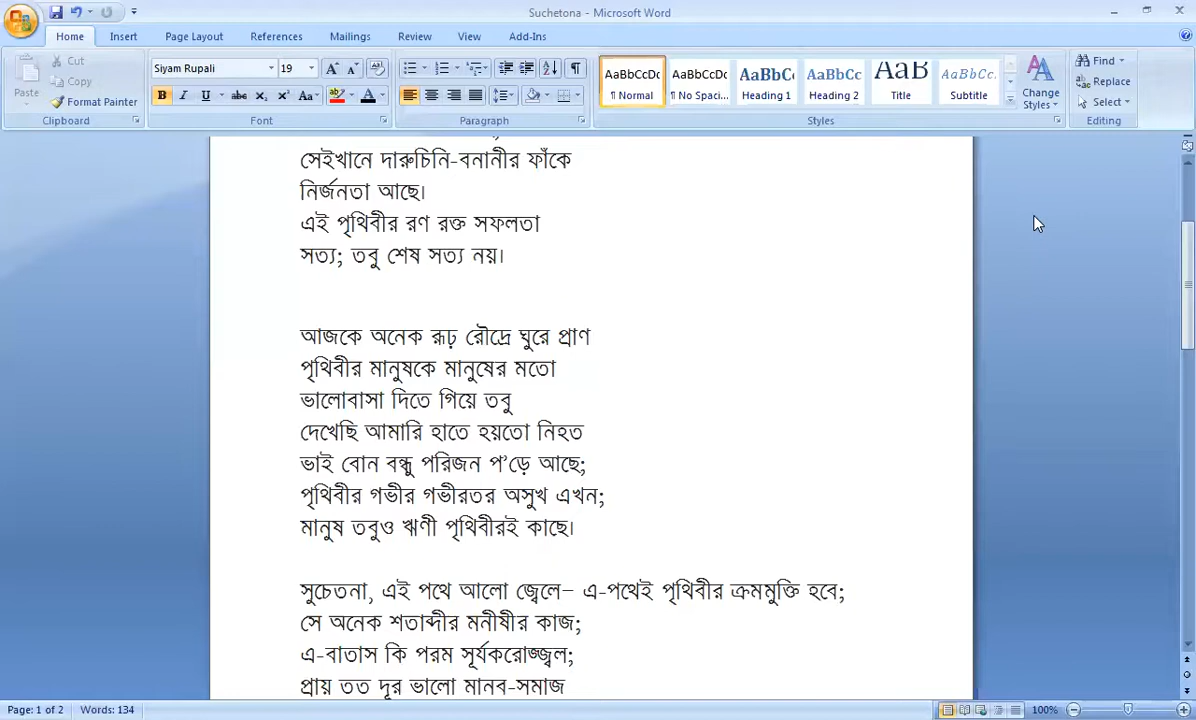 Suchetona - Microsoft Word
Home Insert Page Layout References Mailings Review View Add-Ins
Paste
Cut
Copy
Format Painter
Clipboard
Siyam Rupali 19
Font
Paragraph
AaBbCcDc AaBbCcDc AaBbC AaBbCc AaB AaBbCc.
¶ Normal ¶ No Spaci... Heading 1 Heading 2 Title Subtitle
Change Styles
Styles
Find
Replace
Select
Editing
সেইখানে দারুচিনি-বনানীর ফাঁকে
নির্জনতা আছে।
এই পৃথিবীর রণ রক্ত সফলতা
সত্য; তবু শেষ সত্য নয়।
আজকে অনেক রূঢ় রৌদ্রে ঘুরে প্রাণ
পৃথিবীর মানুষকে মানুষের মতো
ভালোবাসা দিতে গিয়ে তবু
দেখেছি আমারি হাতে হয়তো নিহত
ভাই বোন বন্ধু পরিজন প’ড়ে আছে;
পৃথিবীর গভীর গভীরতর অসুখ এখন;
মানুষ তবুও ঋণী পৃথিবীরই কাছে।
সুচেতনা, এই পথে আলো জ্বেলে– এ-পথেই পৃথিবীর ক্রমমুক্তি হবে;
সে অনেক শতাব্দীর মনীষীর কাজ;
এ-বাতাস কি পরম সূর্যকরোজ্জ্বল;
প্রায় তত দূর ভালো মানব-সমাজ
Page: 1 of 2 Words: 134 100%